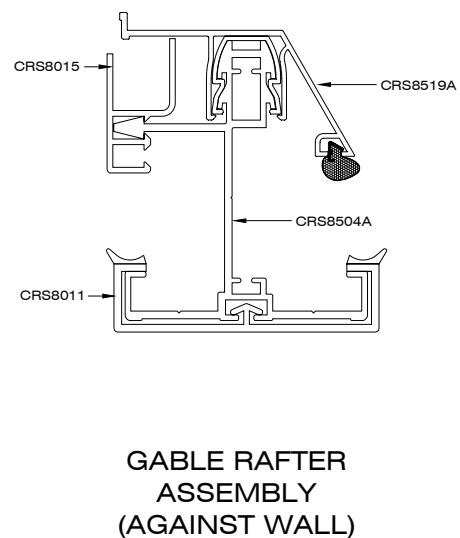 CRS8015
CRS8519A
CRS8504A
CRS8011
GABLE RAFTER
ASSEMBLY
(AGAINST WALL)